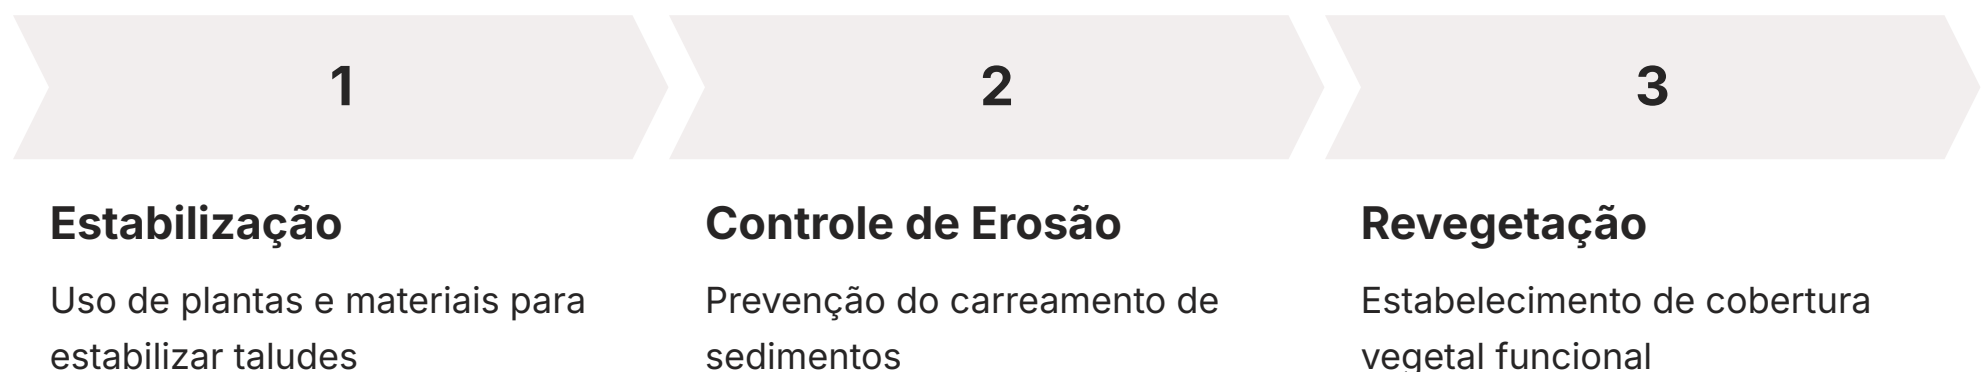 1
2
3
Estabilização
Uso de plantas e materiais para
estabilizar taludes
Controle de Erosão
Prevenção do carreamento de
sedimentos
Revegetação
Estabelecimento de cobertura
vegetal funcional